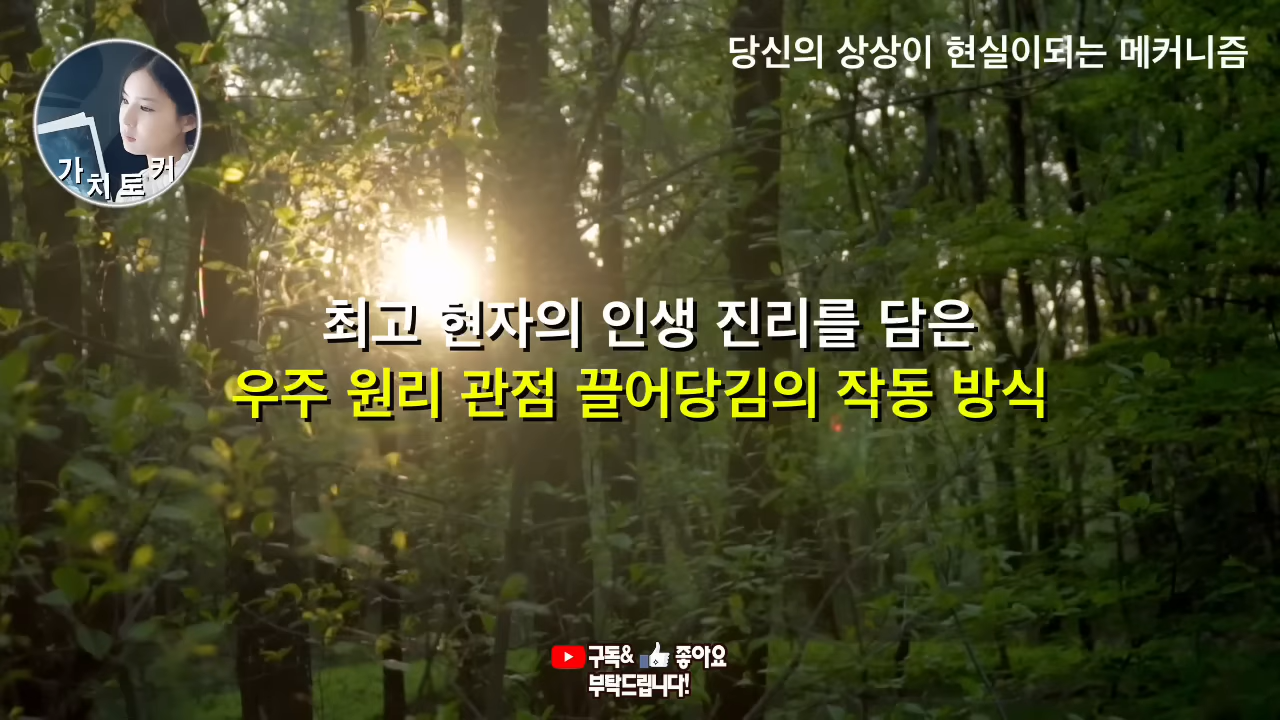 당신의 상상이 현실이되는 메커니즘
가치토커
최고 현자의 인생 진리를 담은
우주 원리 관점 끌어당김의 작동 방식
구독& 좋아요
부탁드립니다!